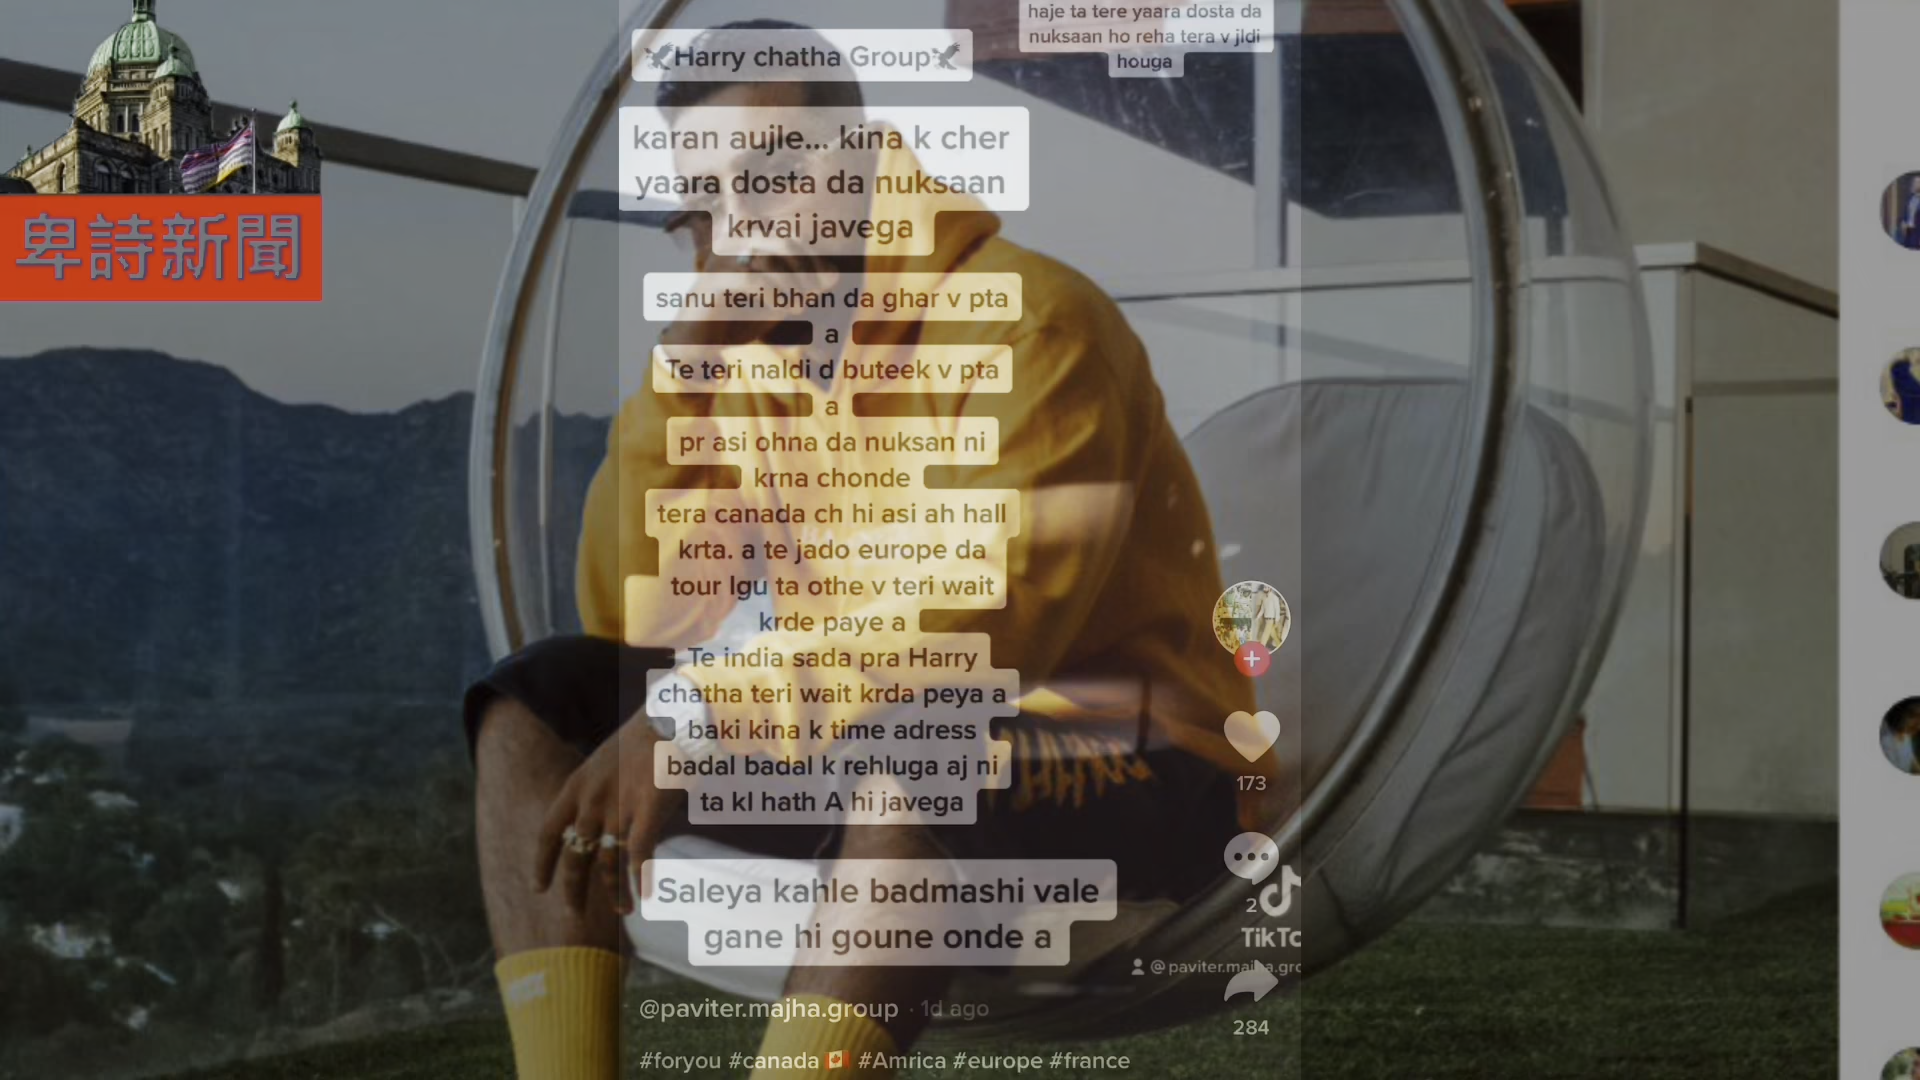 haje ta tere yaara dosta da
nuksaan ho reha tera v jldi
houga
Harry chatha Group
karan aujle... kina k cher
yaara dosta da nuksaan
krvai javega
卑詩新聞
sanu teri bhan da ghar v pta
a
Te teri naldi d buteek v pta
a
pr asi ohna da nuksan ni
krna chonde
tera canada ch hi asi ah hall
krta. a te jado europe da
tour lgu ta othe v teri wait
krde paye a
Te india sada pra Harry
chatha teri wait krda peya a
baki kina k time adress
badal badal k rehluga aj ni
ta kl hath A hi javega
173
Saleya kahle badmashi vale
gane hi goune onde a
2
TikTo
@paviter.majha.gro
@paviter.majha.group · 1d ago
284
#foryou #canada #Amrica #europe #france